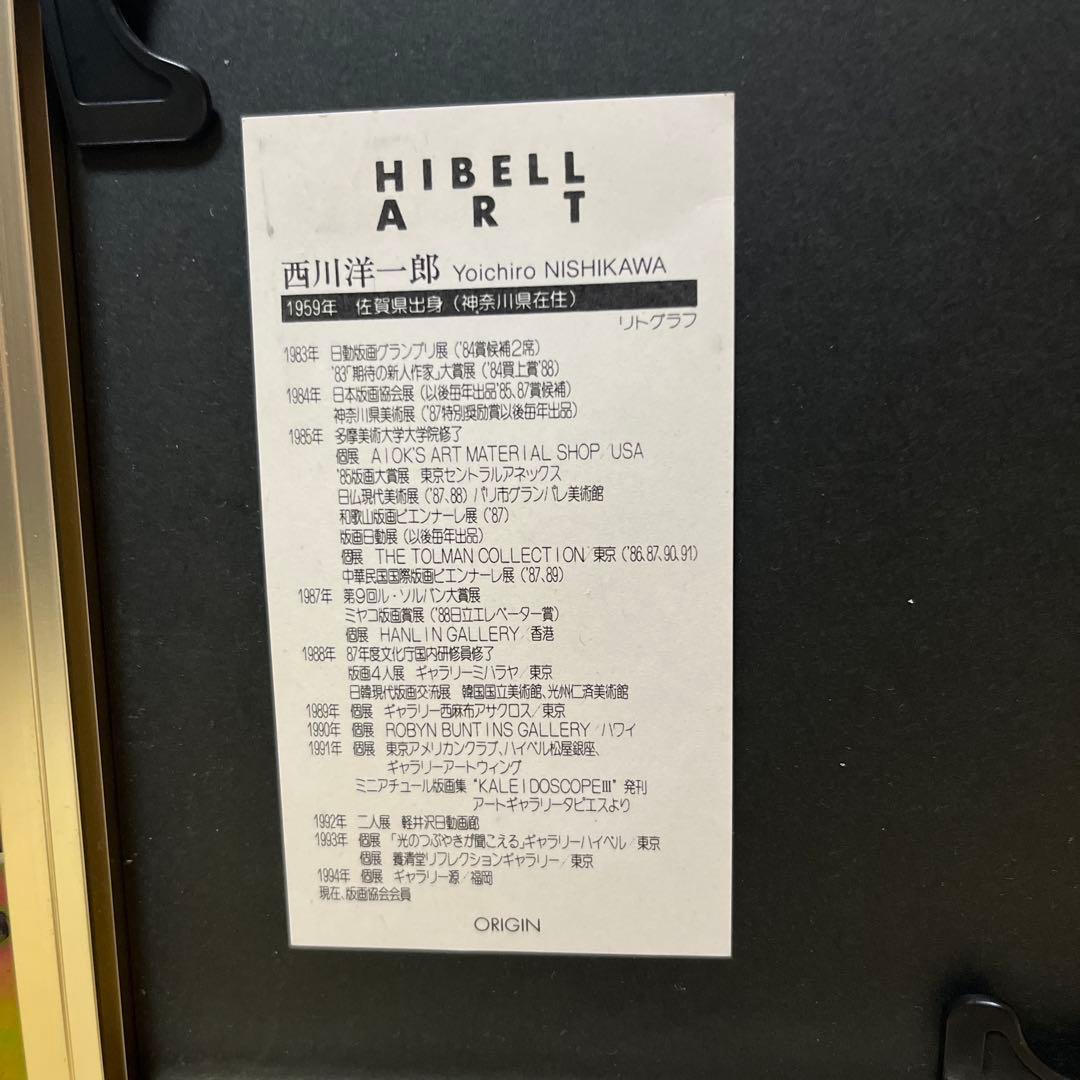 HIBELL
ART
西川洋一郎 Yoichiro NISHIKAWA
1959年 佐賀県出身（神奈川県在住）
リトグラフ
1983年 日動版画グランプリ展（'84賞候補2席）
'83「期待の新人作家」大賞展（'84買上賞'88）
1984年 日本版画協会展（以後毎年出品'85、87賞候補）
神奈川県美術展（'87特別奨励賞以後毎年出品）
1985年 多摩美術大学大学院修了
個展 AIOK'S ART MATERIAL SHOP/USA
'85版画大賞展 東京セントラルアネックス
日仏現代美術展（'87、88）パリ市グランパレ美術館
和歌山版画ビエンナーレ展（'87）
版画日動展（以後毎年出品）
個展 THE TOLMAN COLLECTION/東京（'86、87、90、91）
中華民国国際版画ビエンナーレ展（'87、89）
1987年 第9回ル・ソルバン大賞展
ミヤコ版画賞展（'88日立エレベーター賞）
個展 HANLIN GALLERY/香港
1988年 87年度文化庁国内研修員修了
版画4人展 ギャラリーミハラヤ/東京
日韓現代版画交流展 韓国国立美術館、光州仁済美術館
1989年 個展 ギャラリー西麻布アサクロス/東京
1990年 個展 ROBYN BUNTINS GALLERY/ハワイ
1991年 個展 東京アメリカンクラブ、ハイベル松屋銀座、
ギャラリーアートウィング
ミニアチュール版画集 "KALEIDOSCOPEⅢ" 発刊
アートギャラリータピエスより
1992年 二人展 軽井沢日動画廊
1993年 個展 「光のつぶやきが聞こえる」ギャラリーハイベル/東京
個展 養清堂リフレクションギャラリー/東京
1994年 個展 ギャラリー源/福岡
現在、版画協会会員
ORIGIN